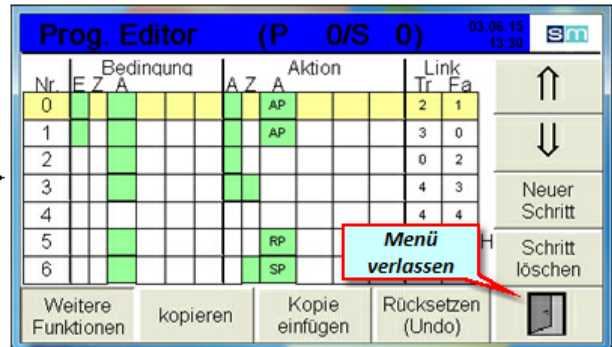 Prog. Editor (P 0/S 0) 03.06.15 13:30 sm
Bedingung Aktion Link
Nr. E Z A A Z A Tr Fa
0 AP 2 1
1 AP 3 0
2 0 2
3 4 3
4 4 4
5 RP H
6 SP
Neuer
Schritt
Schritt
löschen
Menü
verlassen
Weitere
Funktionen
kopieren
Kopie
einfügen
Rücksetzen
(Undo)